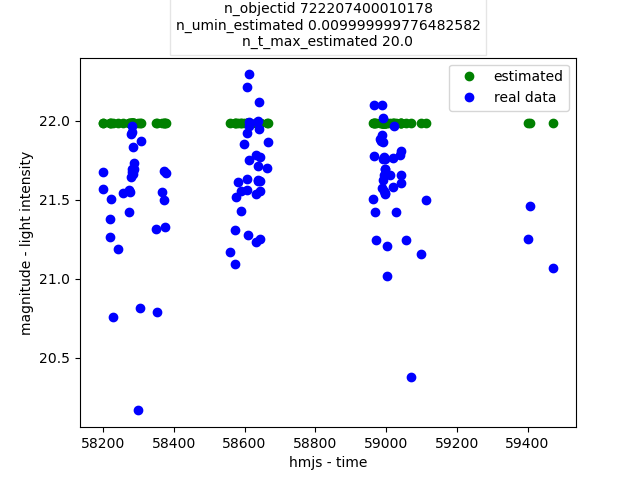 n_objectid 722207400010178
n_umin_estimated 0.009999999776482582
n_t_max_estimated 20.0
estimated
real data
magnitude - light intensity
22.0
21.5
21.0
20.5
58200 58400 58600 58800 59000 59200 59400
hmjs - time